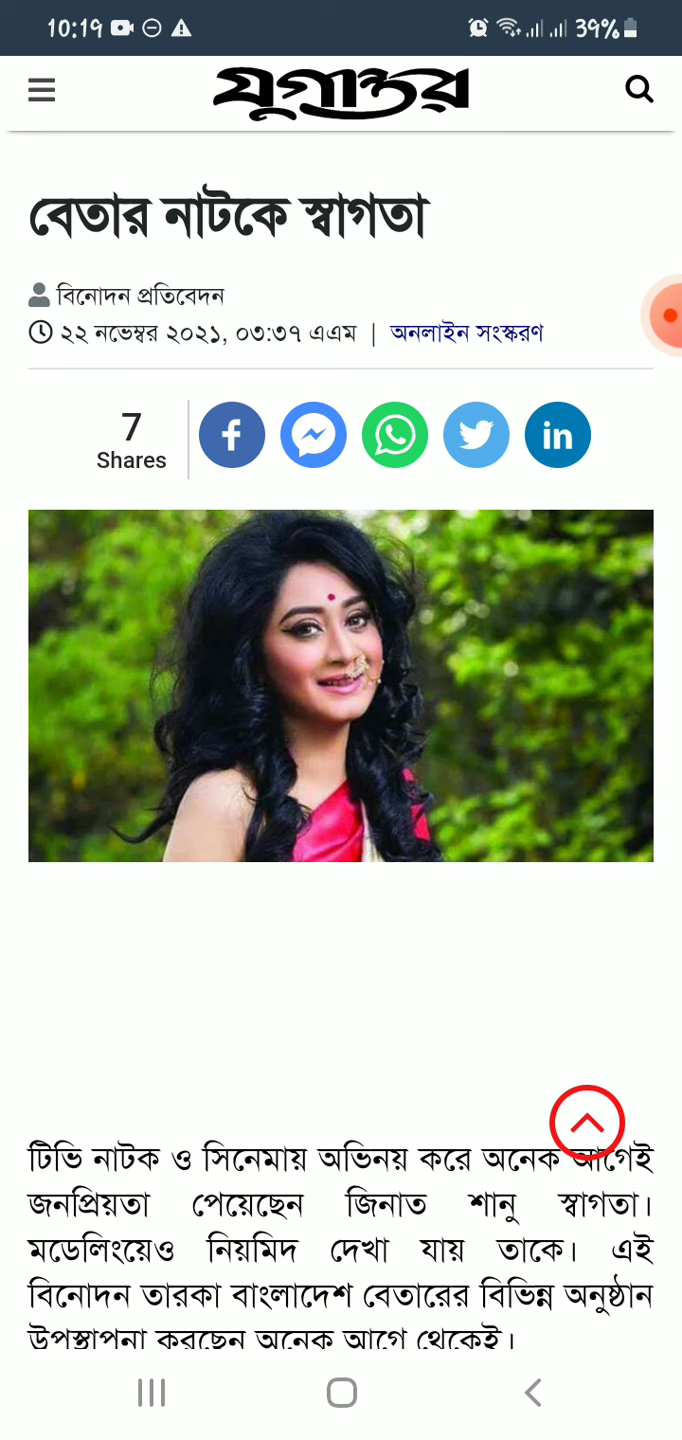 10:19
39%
যুগান্তর
বেতার নাটকে স্বাগতা
বিনোদন প্রতিবেদন
২২ নভেম্বর ২০২১, ০৩:৩৭ এএম | অনলাইন সংস্করণ
7
Shares
টিভি নাটক ও সিনেমায় অভিনয় করে অনেক আগেই
জনপ্রিয়তা পেয়েছেন জিনাত শানু স্বাগতা।
মডেলিংয়েও নিয়মিদ দেখা যায় তাকে। এই
বিনোদন তারকা বাংলাদেশ বেতারের বিভিন্ন অনুষ্ঠান
উপস্থাপনা করছেন অনেক আগে থেকেই।